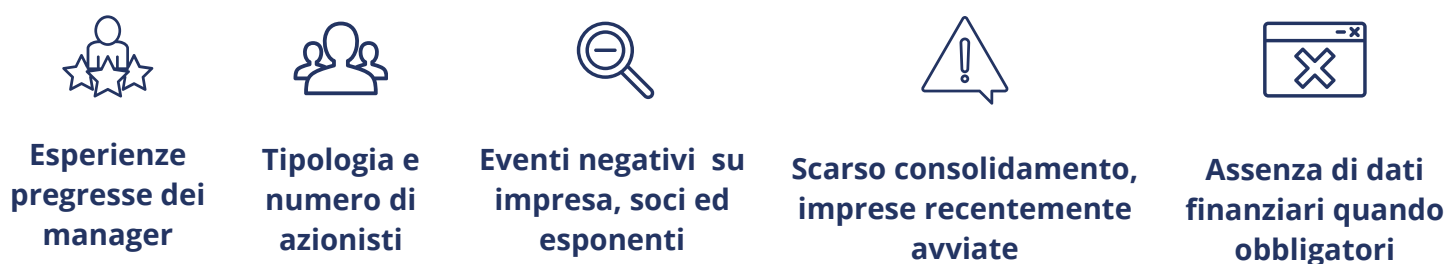 Esperienze
pregresse dei
manager
Tipologia e
numero di
azionisti
Eventi negativi su
impresa, soci ed
esponenti
Scarso consolidamento,
imprese recentemente
avviate
Assenza di dati
finanziari quando
obbligatori